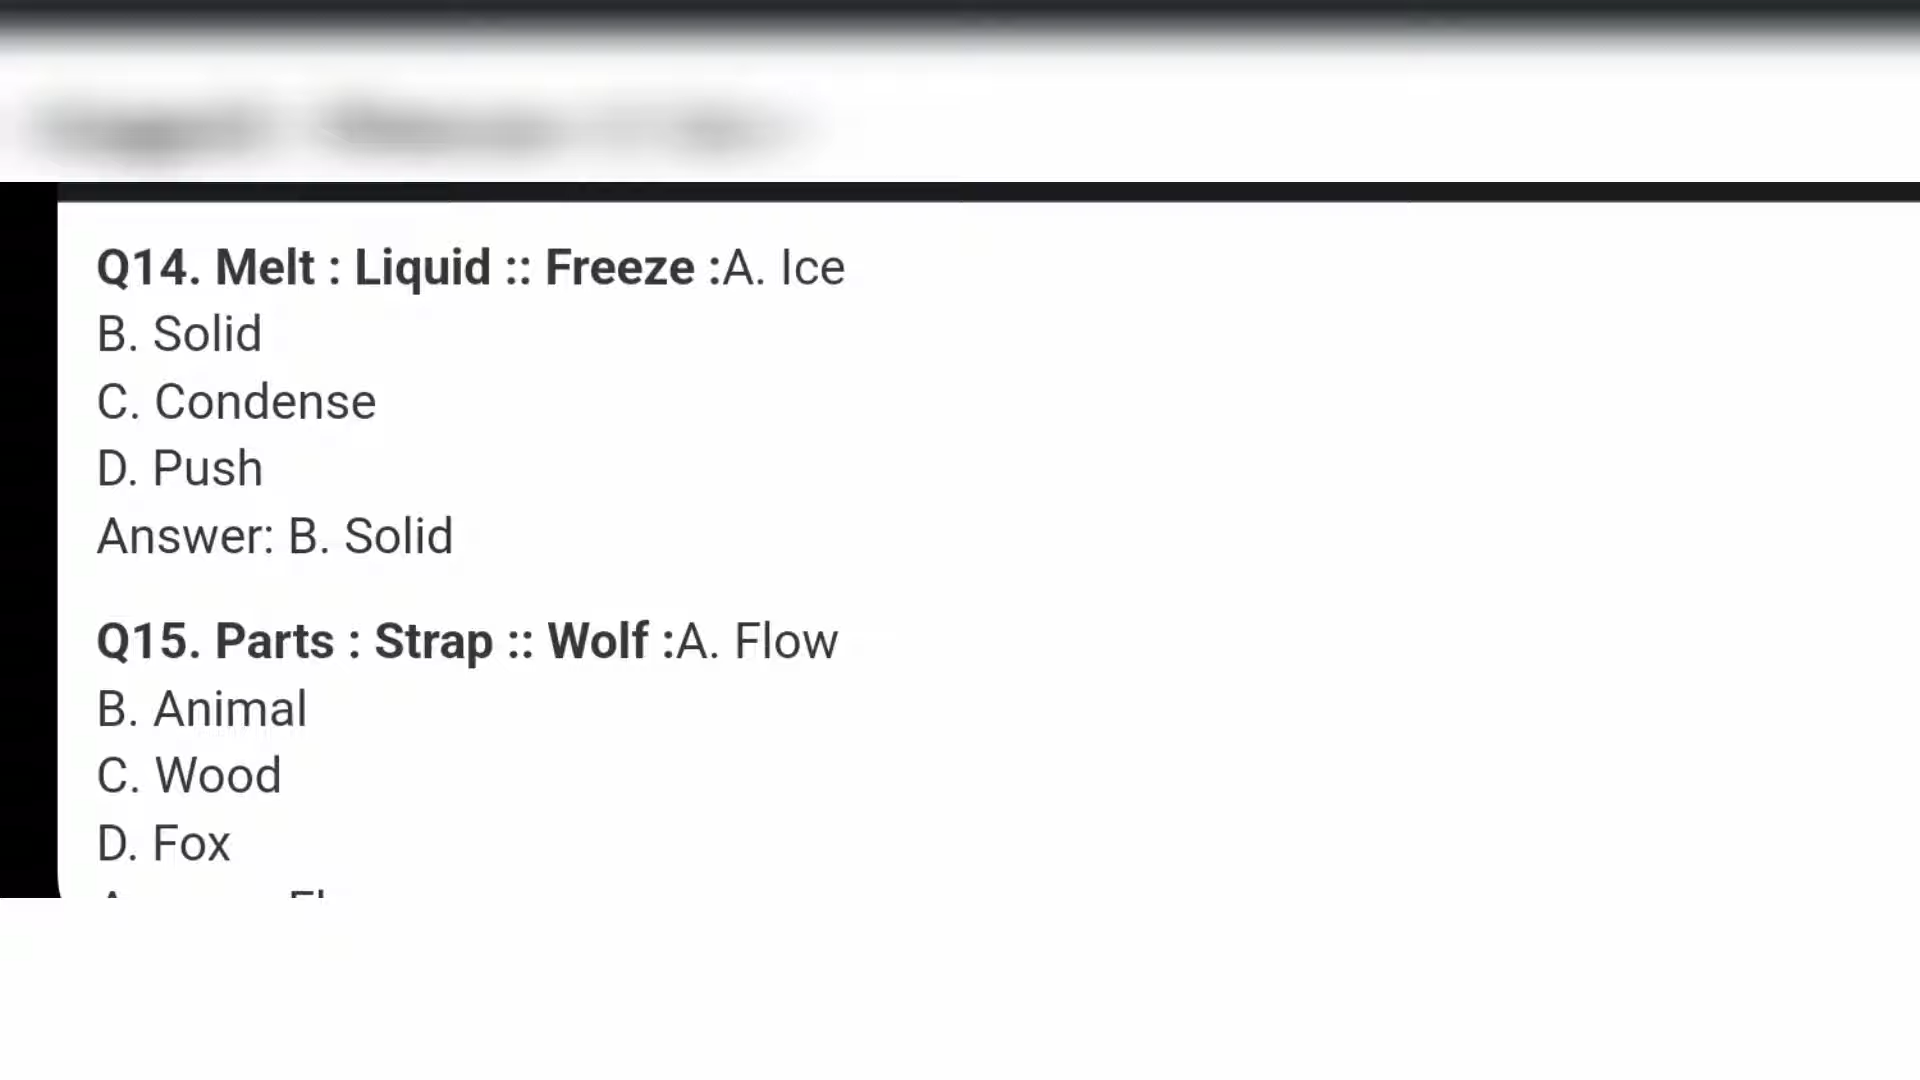 Q14. Melt : Liquid :: Freeze :A. Ice
B. Solid
C. Condense
D. Push
Answer: B. Solid
Q15. Parts : Strap :: Wolf :A. Flow
B. Animal
C. Wood
D. Fox